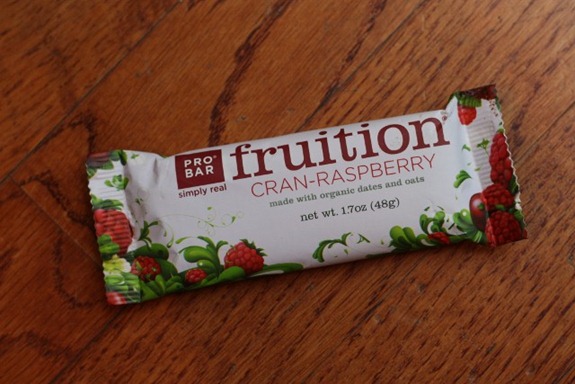 PRO
BAR
simply real
fruition
CRAN-RASPBERRY
made with organic dates and oats
net wt. 1.7oz (48g)